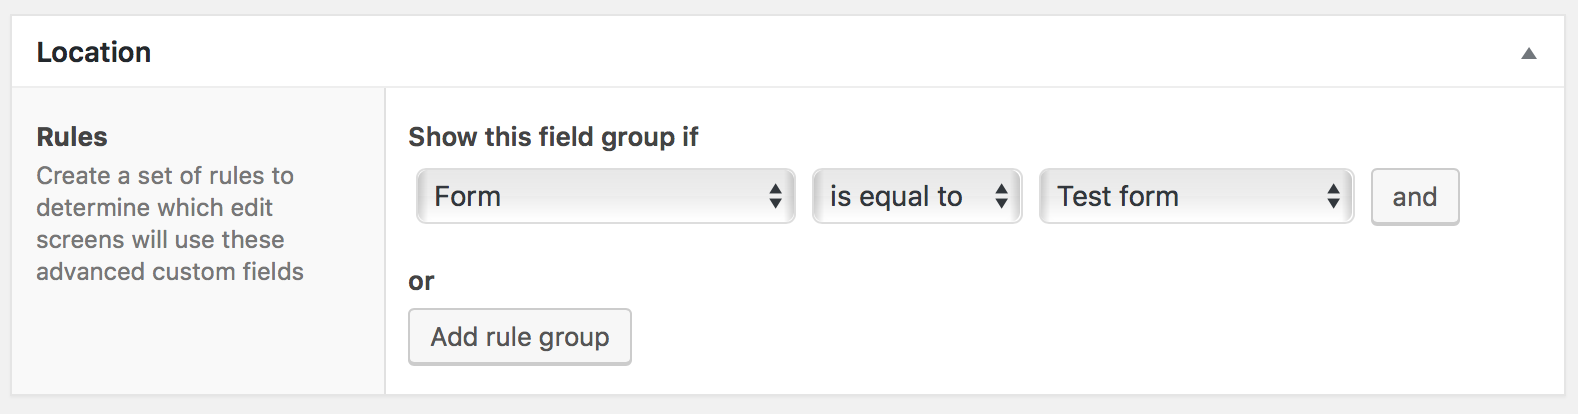 Location
Rules
Create a set of rules to
determine which edit
screens will use these
advanced custom fields
Show this field group if
Form is equal to Test form and
or
Add rule group